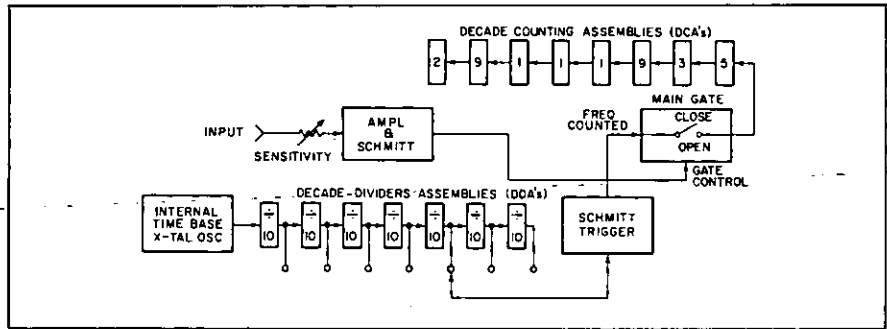 DECADE COUNTING ASSEMBLIES (DCA's)
12 9 1 1 1 9 3 5
MAIN GATE
CLOSE
OPEN
FREQ
COUNTED
GATE
CONTROL
INPUT
SENSITIVITY
AMPL
&
SCHMITT
DECADE-DIVIDERS ASSEMBLIES (DCA's)
INTERNAL
TIME BASE
X-TAL OSC
÷ ÷ ÷ ÷ ÷ ÷ ÷
10 10 10 10 10 10 10
SCHMITT
TRIGGER